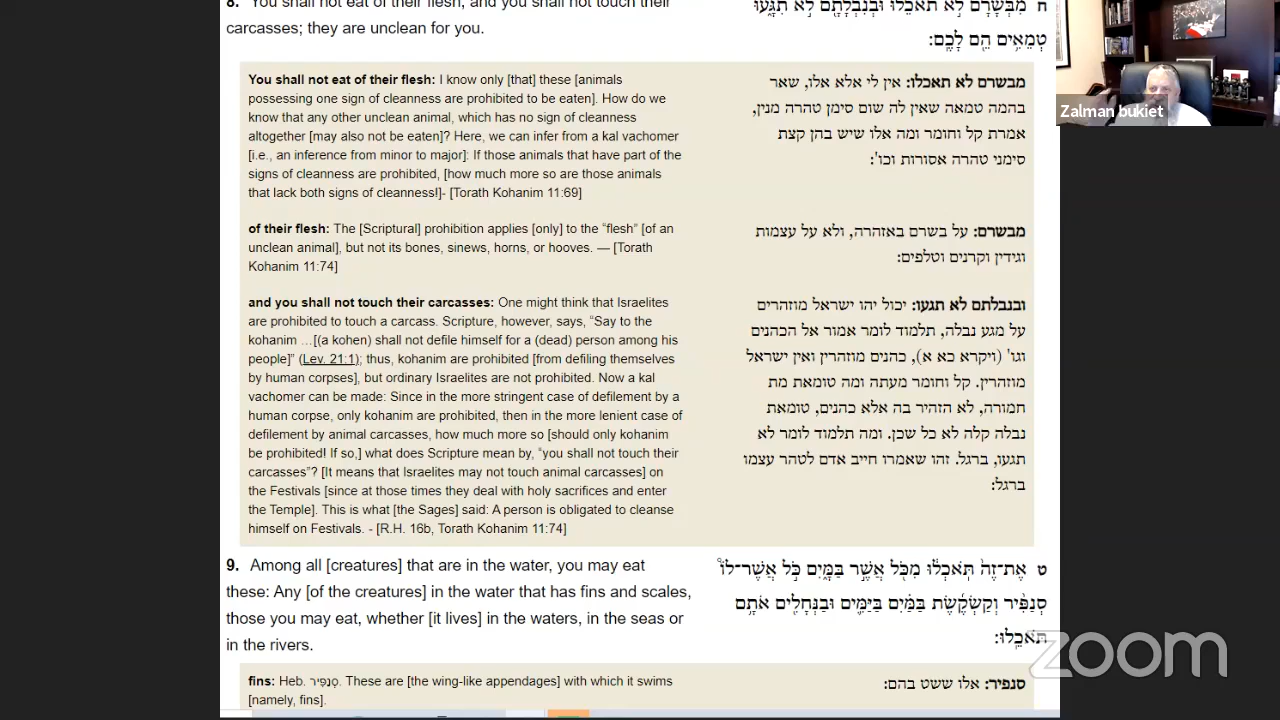 8. You shall not eat of their flesh, and you shall not touch their
carcasses; they are unclean for you.
ח מִבְּשָׂרָם לֹא תֹאכֵלוּ וּבְנִבְלָתָם לֹא תִגָּעוּ
טְמֵאִים הֵם לָכֶם:
You shall not eat of their flesh: I know only [that] these [animals
possessing one sign of cleanness are prohibited to be eaten]. How do we
know that any other unclean animal, which has no sign of cleanness
altogether [may also not be eaten]? Here, we can infer from a kal vachomer
[i.e., an inference from minor to major]: If those animals that have part of the
signs of cleanness are prohibited, [how much more so are those animals
that lack both signs of cleanness!]- [Torath Kohanim 11:69]
מבשרם לא תאכלו: אין לי אלא אלו, שאר
בהמה טמאה שאין לה שום סימן טהרה מנין,
אמרת קל וחומר ומה אלו שיש בהן קצת
סימני טהרה אסורות וכו':
of their flesh: The [Scriptural] prohibition applies [only] to the “flesh” [of an
unclean animal], but not its bones, sinews, horns, or hooves. — [Torath
Kohanim 11:74]
מבשרם: על בשרם באזהרה, ולא על עצמות
וגידין וקרנים וטלפים:
and you shall not touch their carcasses: One might think that Israelites
are prohibited to touch a carcass. Scripture, however, says, “Say to the
kohanim …[(a kohen) shall not defile himself for a (dead) person among his
people]” (Lev. 21:1); thus, kohanim are prohibited [from defiling themselves
by human corpses], but ordinary Israelites are not prohibited. Now a kal
vachomer can be made: Since in the more stringent case of defilement by a
human corpse, only kohanim are prohibited, then in the more lenient case of
defilement by animal carcasses, how much more so [should only kohanim
be prohibited! If so,] what does Scripture mean by, “you shall not touch their
carcasses”? [It means that Israelites may not touch animal carcasses] on
the Festivals [since at those times they deal with holy sacrifices and enter
the Temple]. This is what [the Sages] said: A person is obligated to cleanse
himself on Festivals. - [R.H. 16b, Torath Kohanim 11:74]
ובנבלתם לא תגעו: יכול יהו ישראל מוזהרים
על מגע נבלה, תלמוד לומר אמור אל הכהנים
וגו' (ויקרא כא א), כהנים מוזהרין ואין ישראל
מוזהרין. קל וחומר מעתה ומה טומאת מת
חמורה, לא הזהיר בה אלא כהנים, טומאת
נבלה קלה לא כל שכן. ומה תלמוד לומר לא
תגעו, ברגל. זהו שאמרו חייב אדם לטהר עצמו
ברגל:
9. Among all [creatures] that are in the water, you may eat
these: Any [of the creatures] in the water that has fins and scales,
those you may eat, whether [it lives] in the waters, in the seas or
in the rivers.
ט אֶת־זֶה תֹּאכְלוּ מִכֹּל אֲשֶׁר בַּמָּיִם כֹּל אֲשֶׁר־לוֹ
סְנַפִּיר וְקַשְׂקֶשֶׂת בַּמַּיִם בַּיַּמִּים וּבַנְּחָלִים אֹתָם
תֹּאכֵלוּ:
fins: Heb. סְנַפִּיר. These are [the wing-like appendages] with which it swims
[namely, fins].
סנפיר: אלו ששט בהם:
Zalman bukiet
zoom